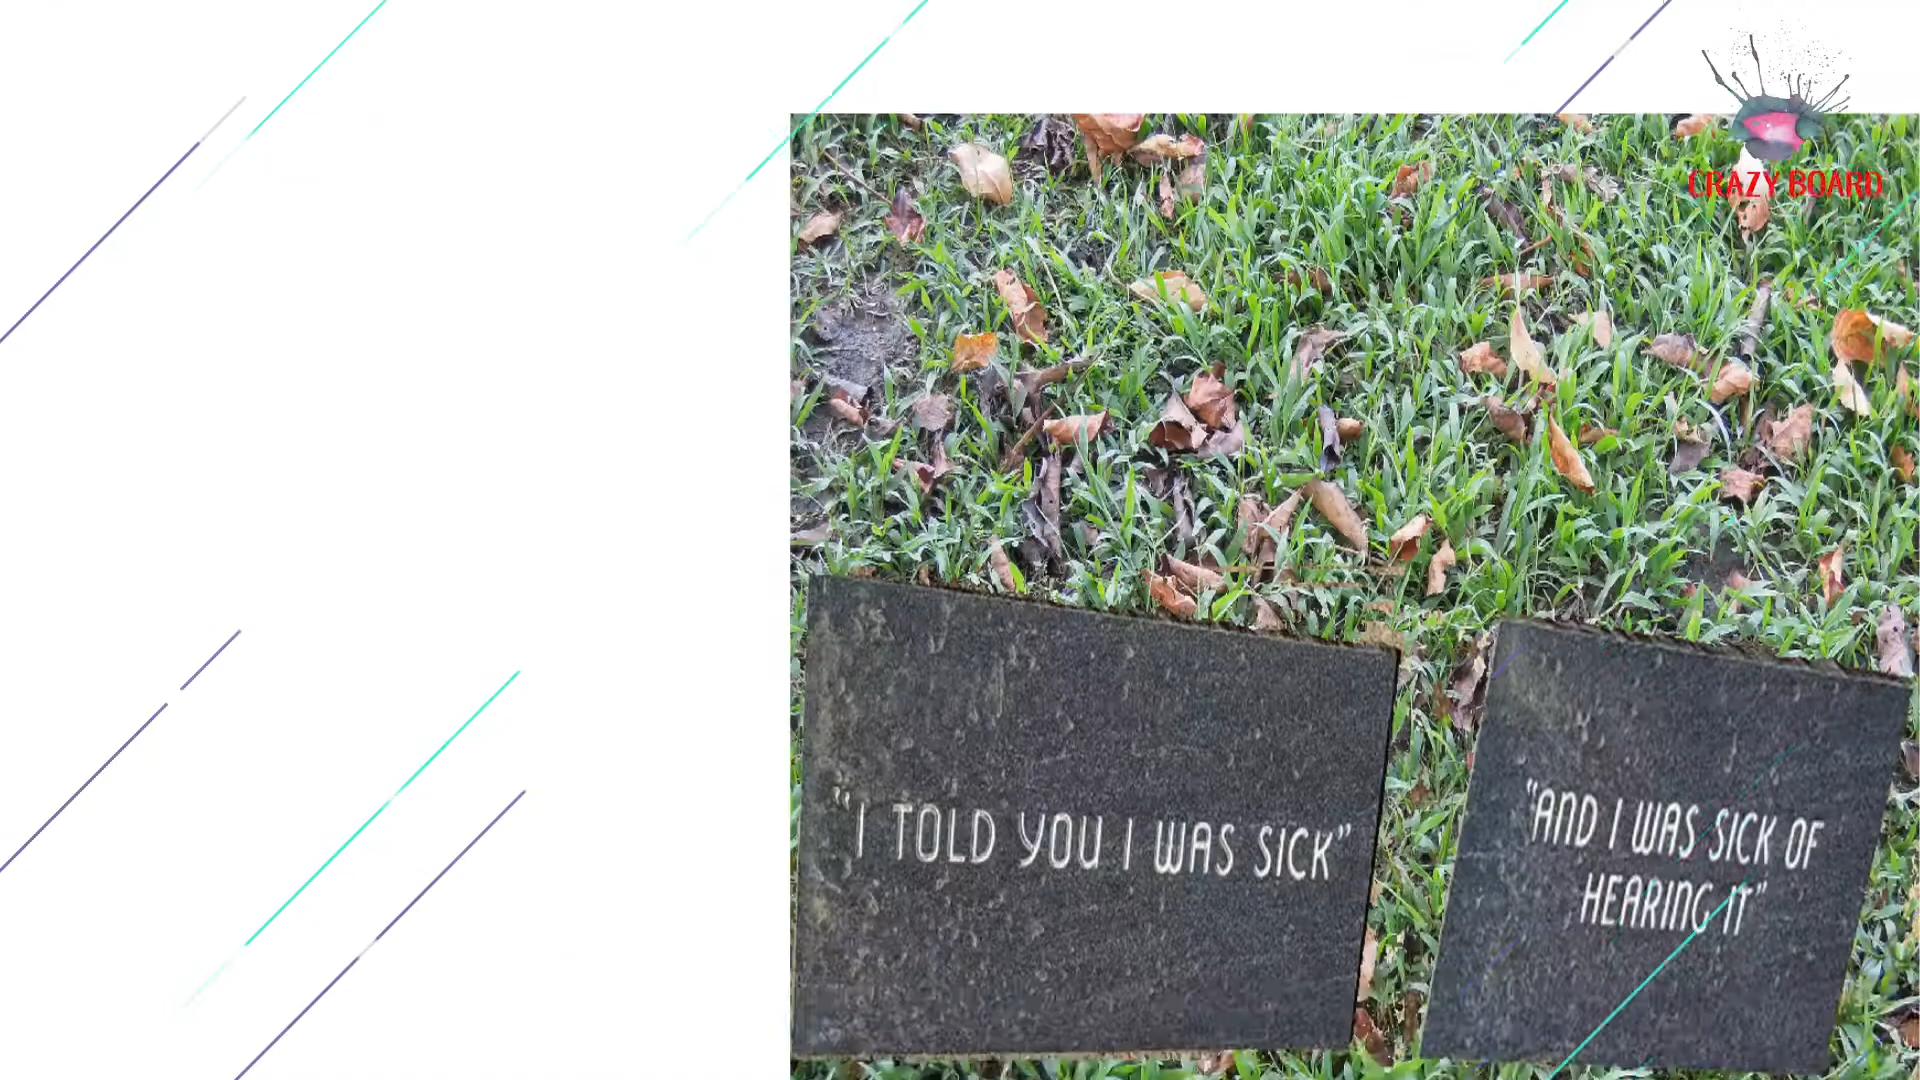 CRAZY BOARD
"I TOLD YOU I WAS SICK"
"AND I WAS SICK OF
HEARING IT"